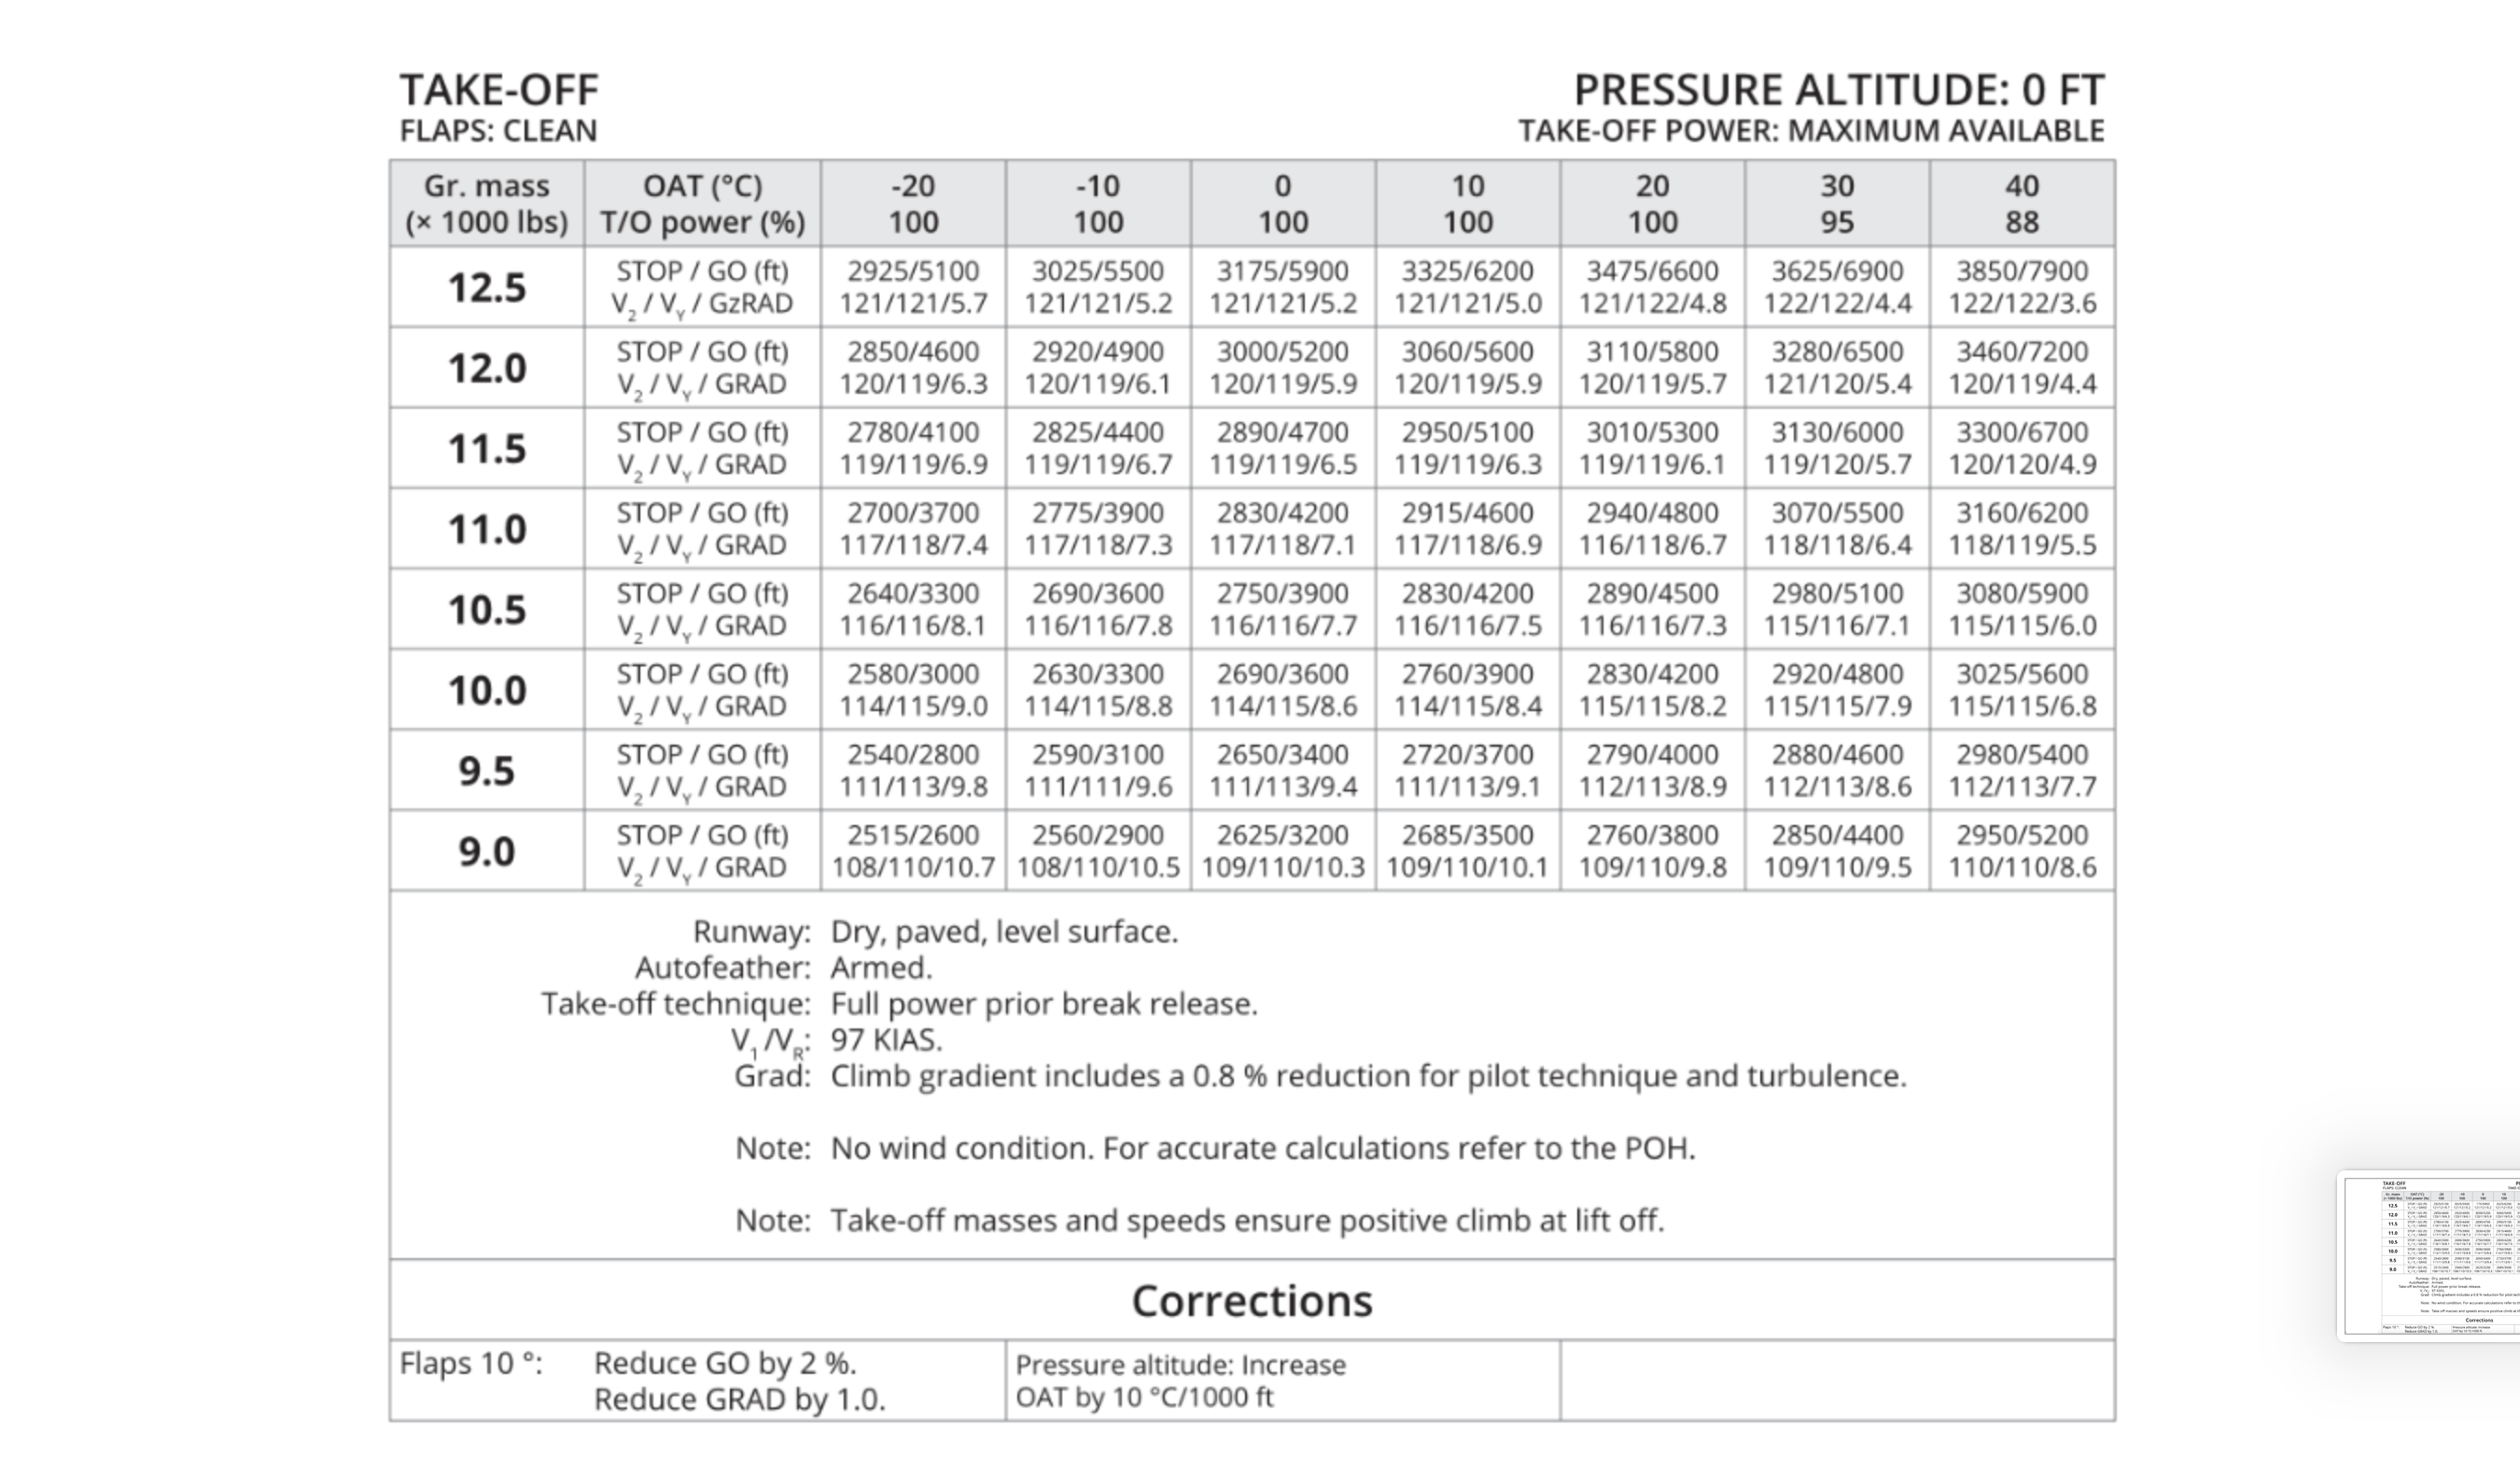 TAKE-OFF
FLAPS: CLEAN
PRESSURE ALTITUDE: 0 FT
TAKE-OFF POWER: MAXIMUM AVAILABLE
Gr. mass (× 1000 lbs) OAT (°C) -20 -10 0 10 20 30 40
T/O power (%) 100 100 100 100 100 95 88
12.5 STOP / GO (ft) 2925/5100 3025/5500 3175/5900 3325/6200 3475/6600 3625/6900 3850/7900
V2 / VY / GzRAD 121/121/5.7 121/121/5.2 121/121/5.2 121/121/5.0 121/122/4.8 122/122/4.4 122/122/3.6
12.0 STOP / GO (ft) 2850/4600 2920/4900 3000/5200 3060/5600 3110/5800 3280/6500 3460/7200
V2 / VY / GRAD 120/119/6.3 120/119/6.1 120/119/5.9 120/119/5.9 120/119/5.7 121/120/5.4 120/119/4.4
11.5 STOP / GO (ft) 2780/4100 2825/4400 2890/4700 2950/5100 3010/5300 3130/6000 3300/6700
V2 / VY / GRAD 119/119/6.9 119/119/6.7 119/119/6.5 119/119/6.3 119/119/6.1 119/120/5.7 120/120/4.9
11.0 STOP / GO (ft) 2700/3700 2775/3900 2830/4200 2915/4600 2940/4800 3070/5500 3160/6200
V2 / VY / GRAD 117/118/7.4 117/118/7.3 117/118/7.1 117/118/6.9 116/118/6.7 118/118/6.4 118/119/5.5
10.5 STOP / GO (ft) 2640/3300 2690/3600 2750/3900 2830/4200 2890/4500 2980/5100 3080/5900
V2 / VY / GRAD 116/116/8.1 116/116/7.8 116/116/7.7 116/116/7.5 116/116/7.3 115/116/7.1 115/115/6.0
10.0 STOP / GO (ft) 2580/3000 2630/3300 2690/3600 2760/3900 2830/4200 2920/4800 3025/5600
V2 / VY / GRAD 114/115/9.0 114/115/8.8 114/115/8.6 114/115/8.4 115/115/8.2 115/115/7.9 115/115/6.8
9.5 STOP / GO (ft) 2540/2800 2590/3100 2650/3400 2720/3700 2790/4000 2880/4600 2980/5400
V2 / VY / GRAD 111/113/9.8 111/111/9.6 111/113/9.4 111/113/9.1 112/113/8.9 112/113/8.6 112/113/7.7
9.0 STOP / GO (ft) 2515/2600 2560/2900 2625/3200 2685/3500 2760/3800 2850/4400 2950/5200
V2 / VY / GRAD 108/110/10.7 108/110/10.5 109/110/10.3 109/110/10.1 109/110/9.8 109/110/9.5 110/110/8.6
Runway: Dry, paved, level surface.
Autofeather: Armed.
Take-off technique: Full power prior break release.
V1 /VR: 97 KIAS.
Grad: Climb gradient includes a 0.8 % reduction for pilot technique and turbulence.
Note: No wind condition. For accurate calculations refer to the POH.
Note: Take-off masses and speeds ensure positive climb at lift off.
Corrections
Flaps 10 °: Reduce GO by 2 %.
Reduce GRAD by 1.0.
Pressure altitude: Increase
OAT by 10 °C/1000 ft